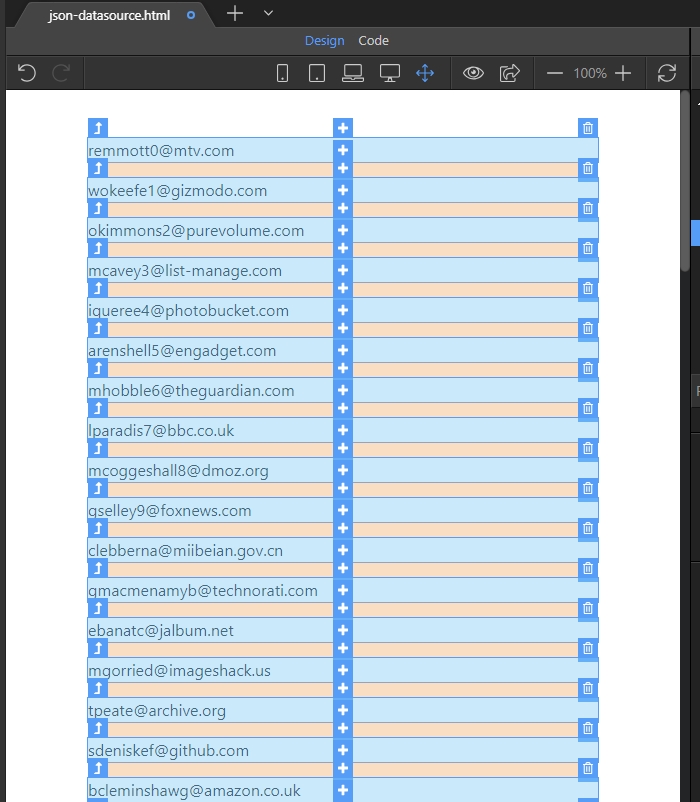 json-datasource.html
Design Code
100%
remmott0@mtv.com
wokeefe1@gizmodo.com
okimmons2@purevolume.com
mcavey3@list-manage.com
iqueree4@photobucket.com
arenshell5@engadget.com
mhobble6@theguardian.com
lparadis7@bbc.co.uk
mcoggeshall8@dmoz.org
gselley9@foxnews.com
clebberna@miibeian.gov.cn
gmacmenamyb@technorati.com
ebanatc@jalbum.net
mgorried@imageshack.us
tpeate@archive.org
sdeniskef@github.com
bcleminshawg@amazon.co.uk